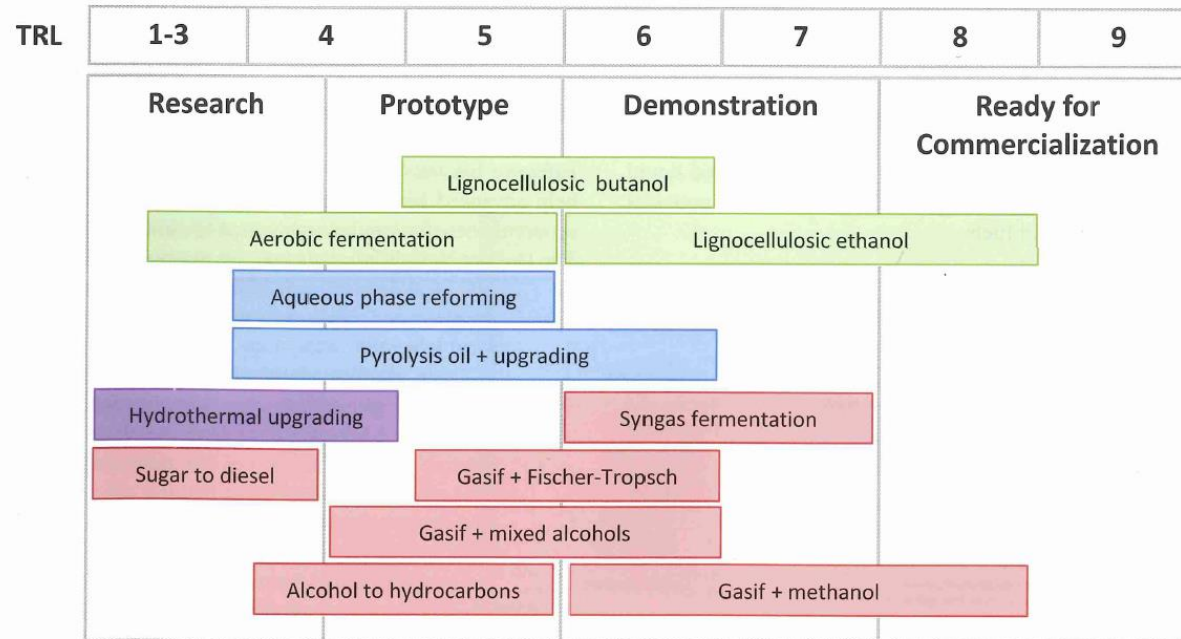 TRL 1-3 4 5 6 7 8 9
Research Prototype Demonstration Ready for
Commercialization
Lignocellulosic butanol
Aerobic fermentation Lignocellulosic ethanol
Aqueous phase reforming
Pyrolysis oil + upgrading
Hydrothermal upgrading Syngas fermentation
Sugar to diesel Gasif + Fischer-Tropsch
Gasif + mixed alcohols
Alcohol to hydrocarbons Gasif + methanol